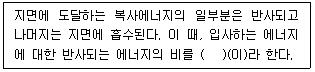 지면에 도달하는 복사에너지의 일부분은 반사되고
나머지는 지면에 흡수된다. 이 때, 입사하는 에너지
에 대한 반사되는 에너지의 비를 (   )(이)라 한다.